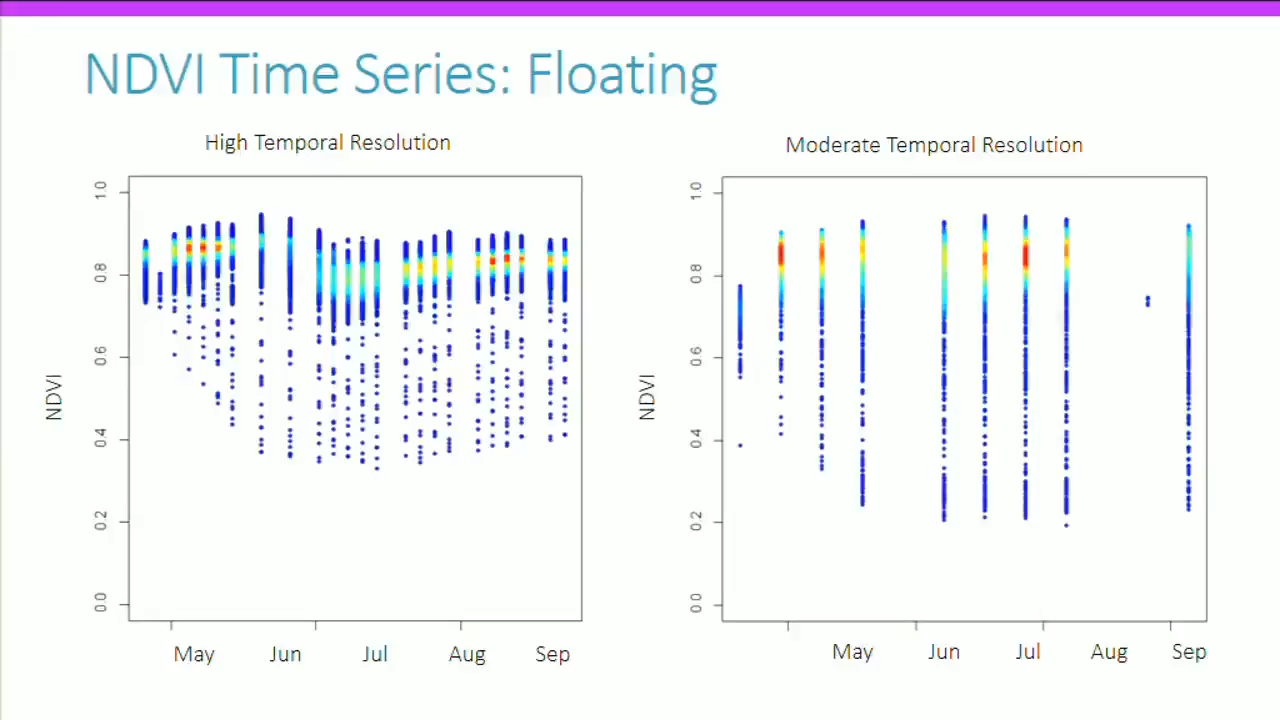 NDVI Time Series: Floating
High Temporal Resolution
NDVI
1.0
0.8
0.6
0.4
0.2
0.0
May Jun Jul Aug Sep
Moderate Temporal Resolution
NDVI
1.0
0.8
0.6
0.4
0.2
0.0
May Jun Jul Aug Sep